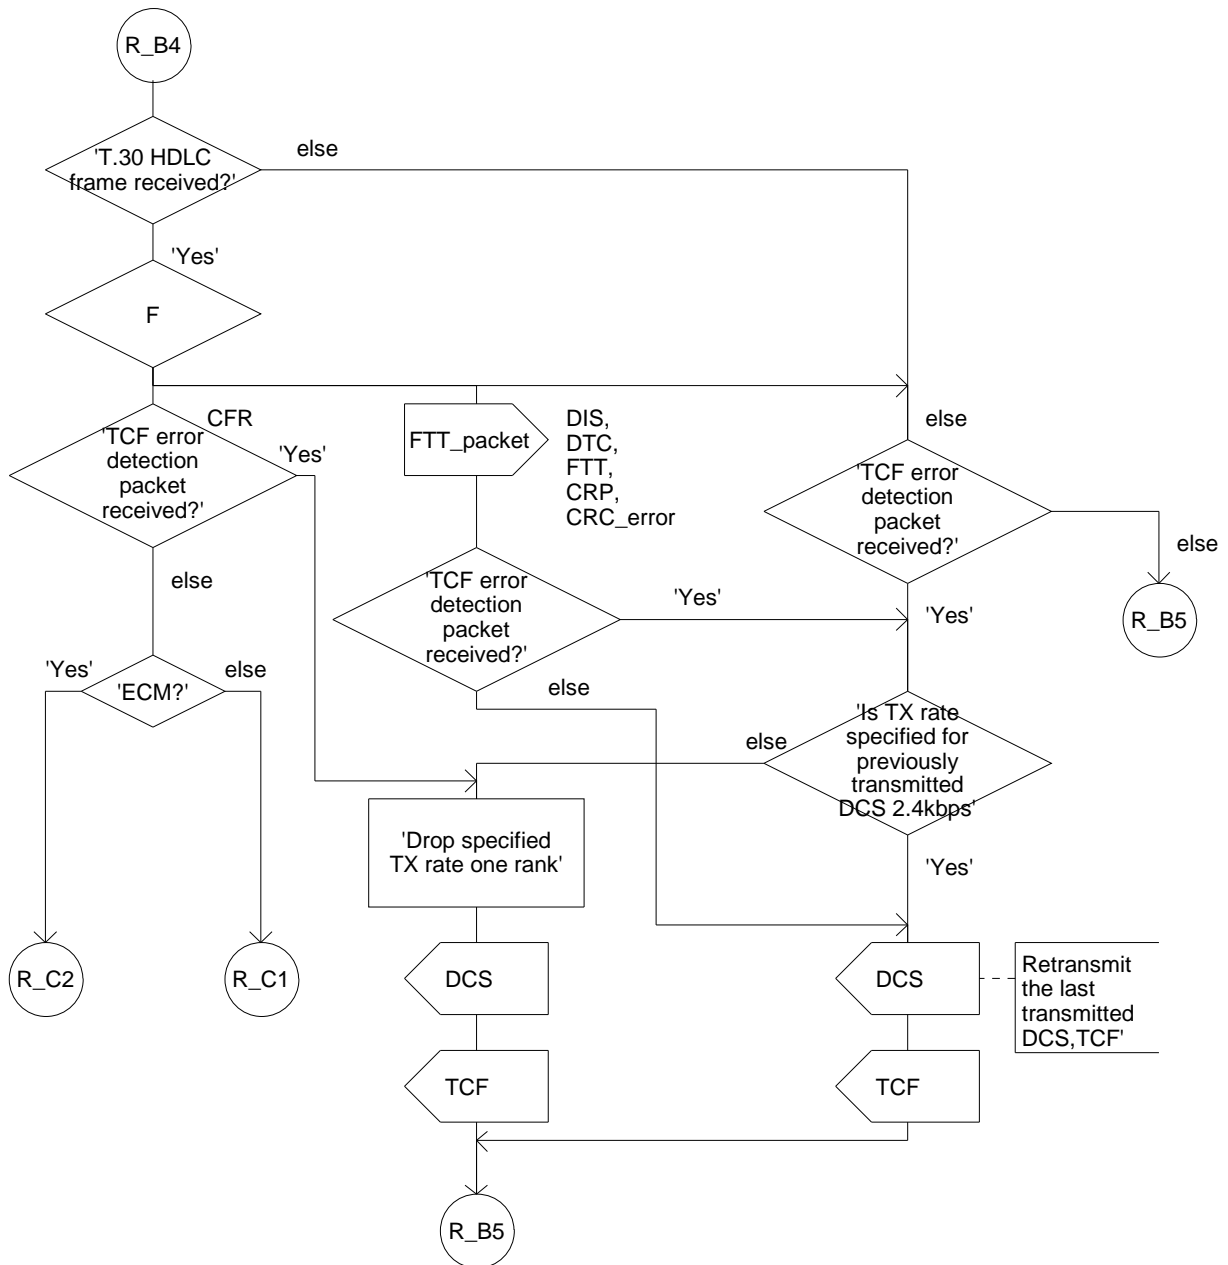 R_B4
'T.30 HDLC
frame received?'
else
'Yes'
F
CFR
'TCF error
detection
packet
received?'
'Yes'
else
FTT_packet
DIS,
DTC,
FTT,
CRP,
CRC_error
else
'TCF error
detection
packet
received?'
else
R_B5
'TCF error
detection
packet
received?'
'Yes'
else
'Yes'
'Yes'
'ECM?'
else
'Is TX rate
specified for
previously
transmitted
DCS 2.4kbps'
else
'Yes'
'Drop specified
TX rate one rank'
R_C2
R_C1
DCS
DCS
Retransmit
the last
transmitted
DCS,TCF'
TCF
TCF
R_B5